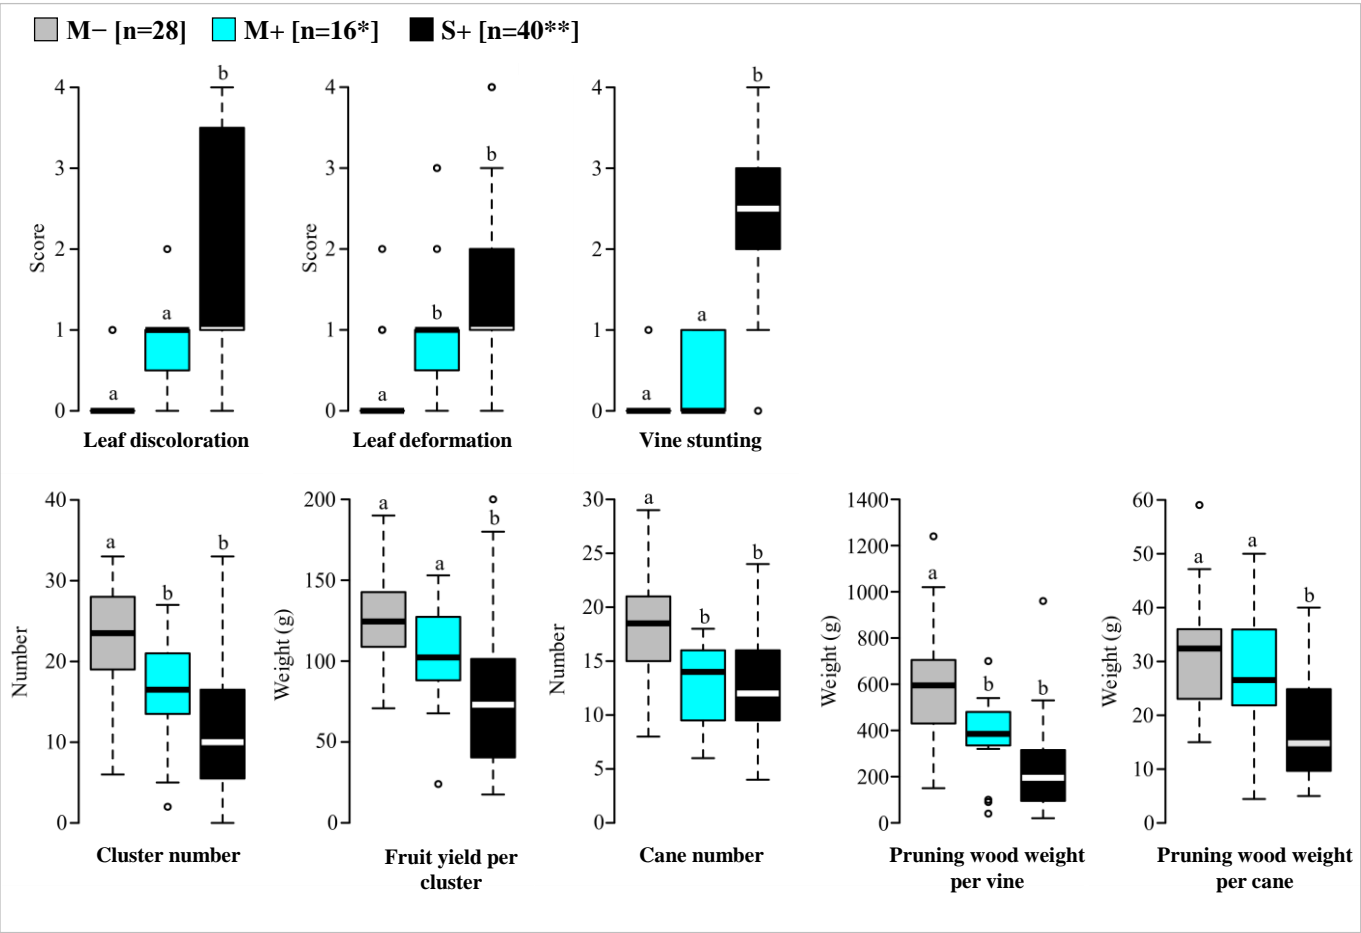 M− [n=28] M+ [n=16*] S+ [n=40**]
Score
4
3
2
1
0
a
a
b
Leaf discoloration
Score
4
3
2
1
0
a
b
b
Leaf deformation
4
3
2
1
0
a
a
b
Vine stunting
Number
40
30
20
10
0
a
b
b
Cluster number
Weight (g)
200
150
100
50
0
a
a
b
Fruit yield per
cluster
Number
30
25
20
15
10
5
0
a
b
b
Cane number
Weight (g)
1400
1200
1000
800
600
400
200
0
a
b
b
Pruning wood weight
per vine
Weight (g)
60
50
40
30
20
10
0
a
a
b
Pruning wood weight
per cane